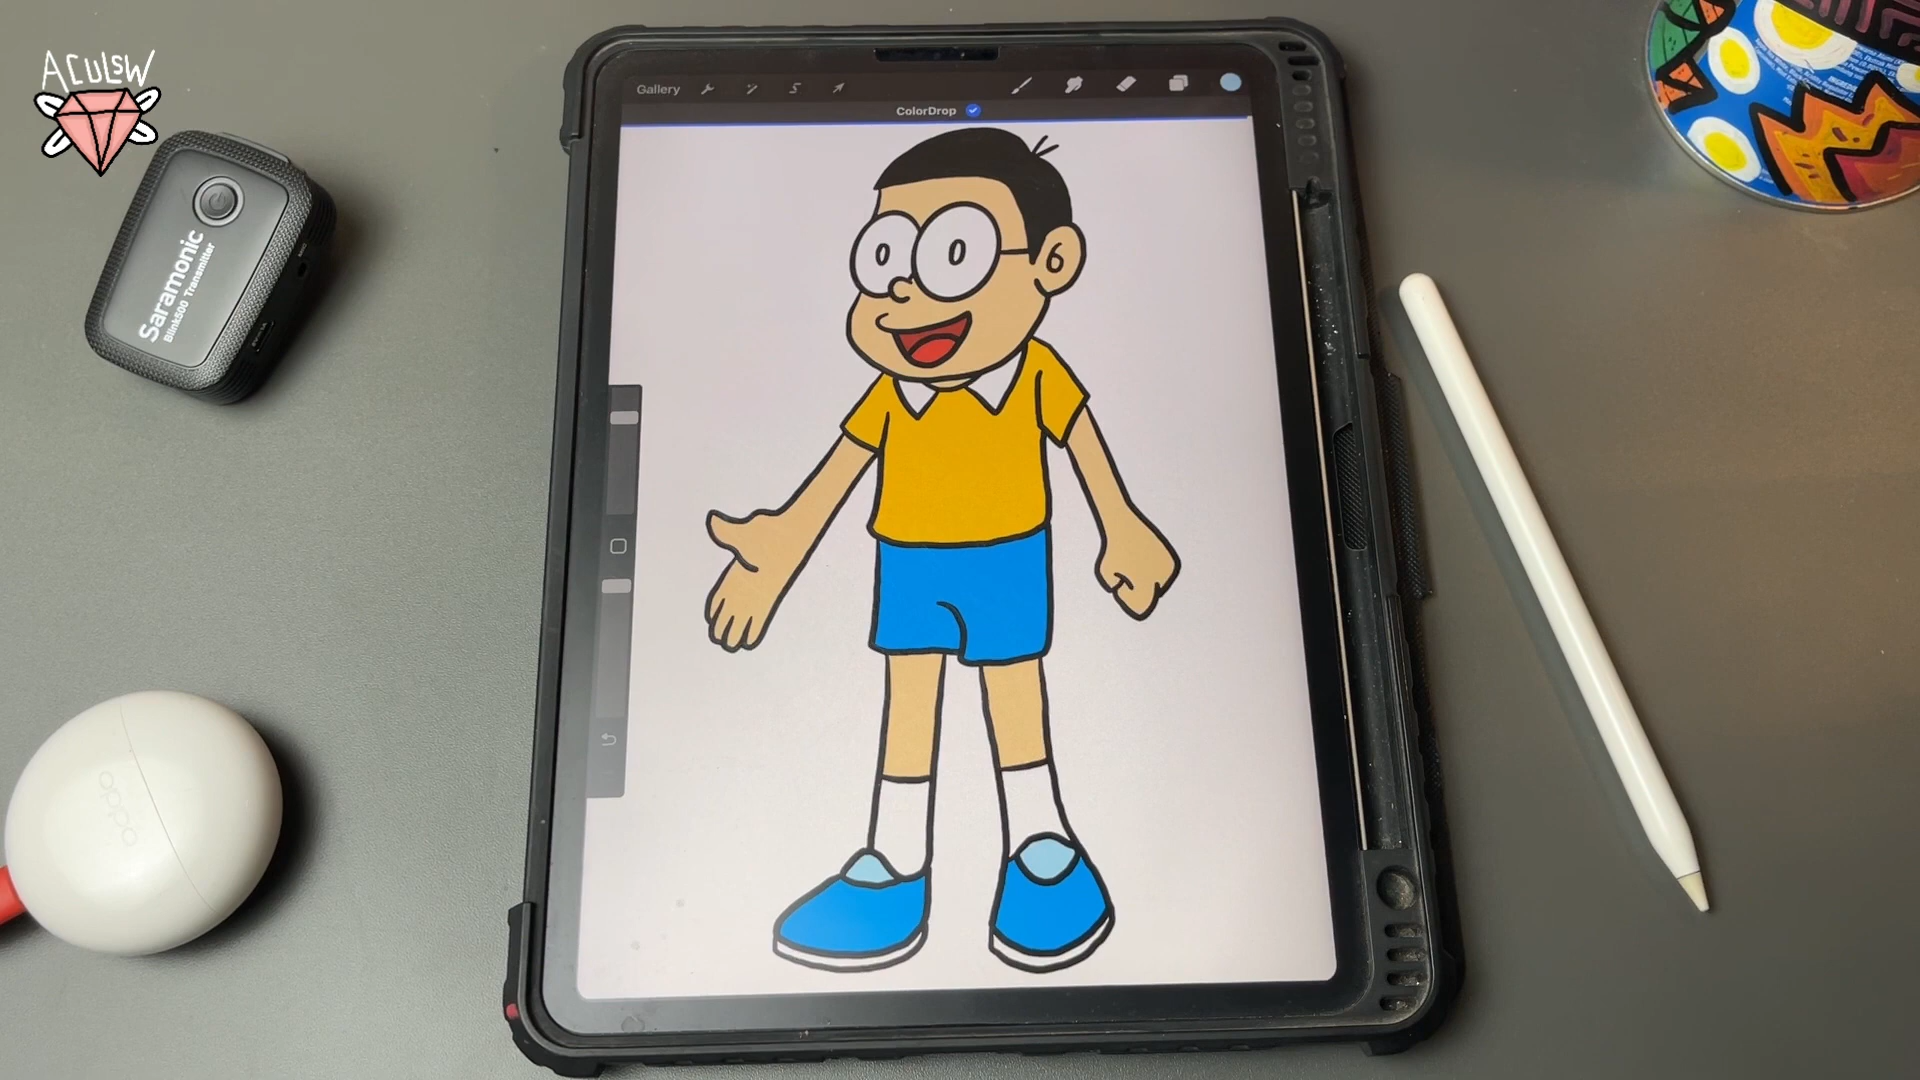 ACULSW
Gallery
ColorDrop
Saramonic
Blink500 Transmitter
oppo